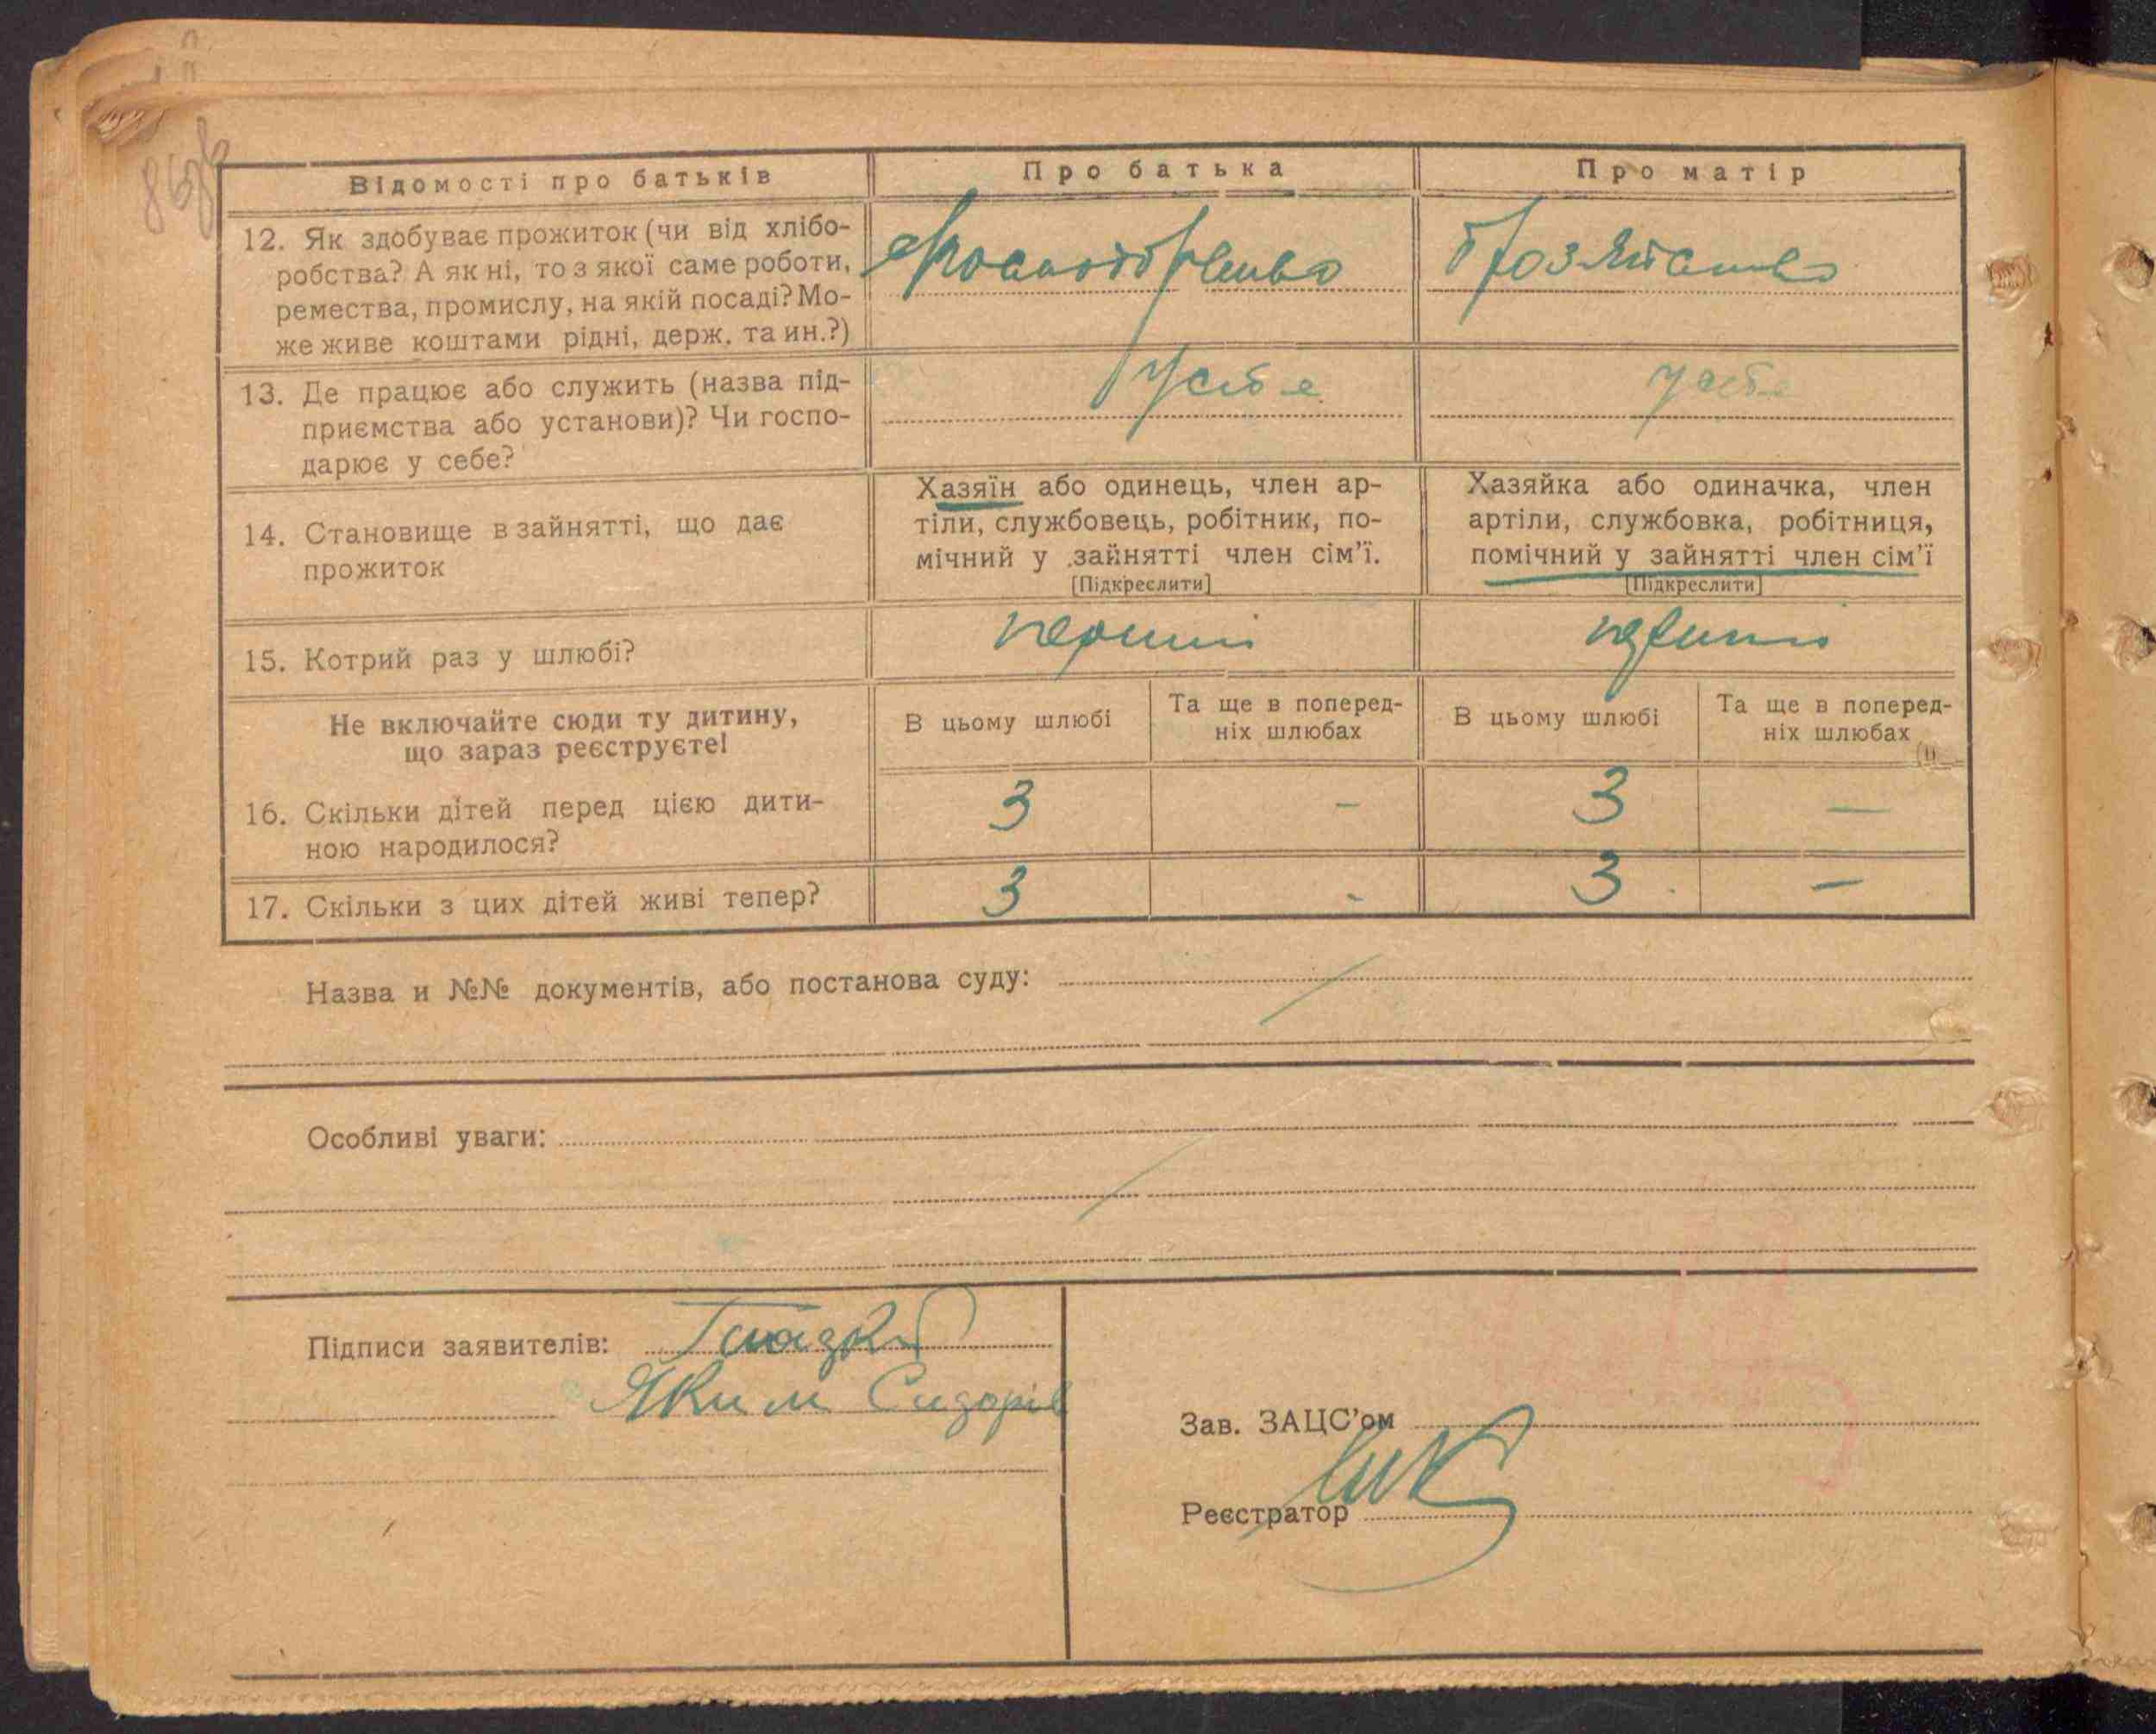 86зв
Відомості про батьків
Про батька
Про матір
12. Як здобуває прожиток (чи від хлібо-
робства? А як ні, то з якої саме роботи,
ремества, промислу, на якій посаді? Мо-
же живе коштами рідні, держ. та ин.?)
13. Де працює або служить (назва під-
приємства або установи)? Чи госпо-
дарює у себе?
у себе
у себе
14. Становище в зайнятті, що дає
прожиток
Хазяїн або одинець, член ар-
тіли, службовець, робітник, по-
мічний у зайнятті член сім'ї.
[Підкреслити]
Хазяйка або одиначка, член
артіли, службовка, робітниця,
помічний у зайнятті член сім'ї
[Підкреслити]
15. Котрий раз у шлюбі?
перший
перший
Не включайте сюди ту дитину,
що зараз реєструєте!
В цьому шлюбі
Та ще в поперед-
ніх шлюбах
В цьому шлюбі
Та ще в поперед-
ніх шлюбах
16. Скільки дітей перед цією дити-
ною народилося?
3
-
3
—
17. Скільки з цих дітей живі тепер?
3
-
3
—
Назва и №№ документів, або постанова суду:
Особливі уваги:
Підписи заявителів: Гладкий
Яким Сидорів
Зав. ЗАЦС'ом
Реєстратор